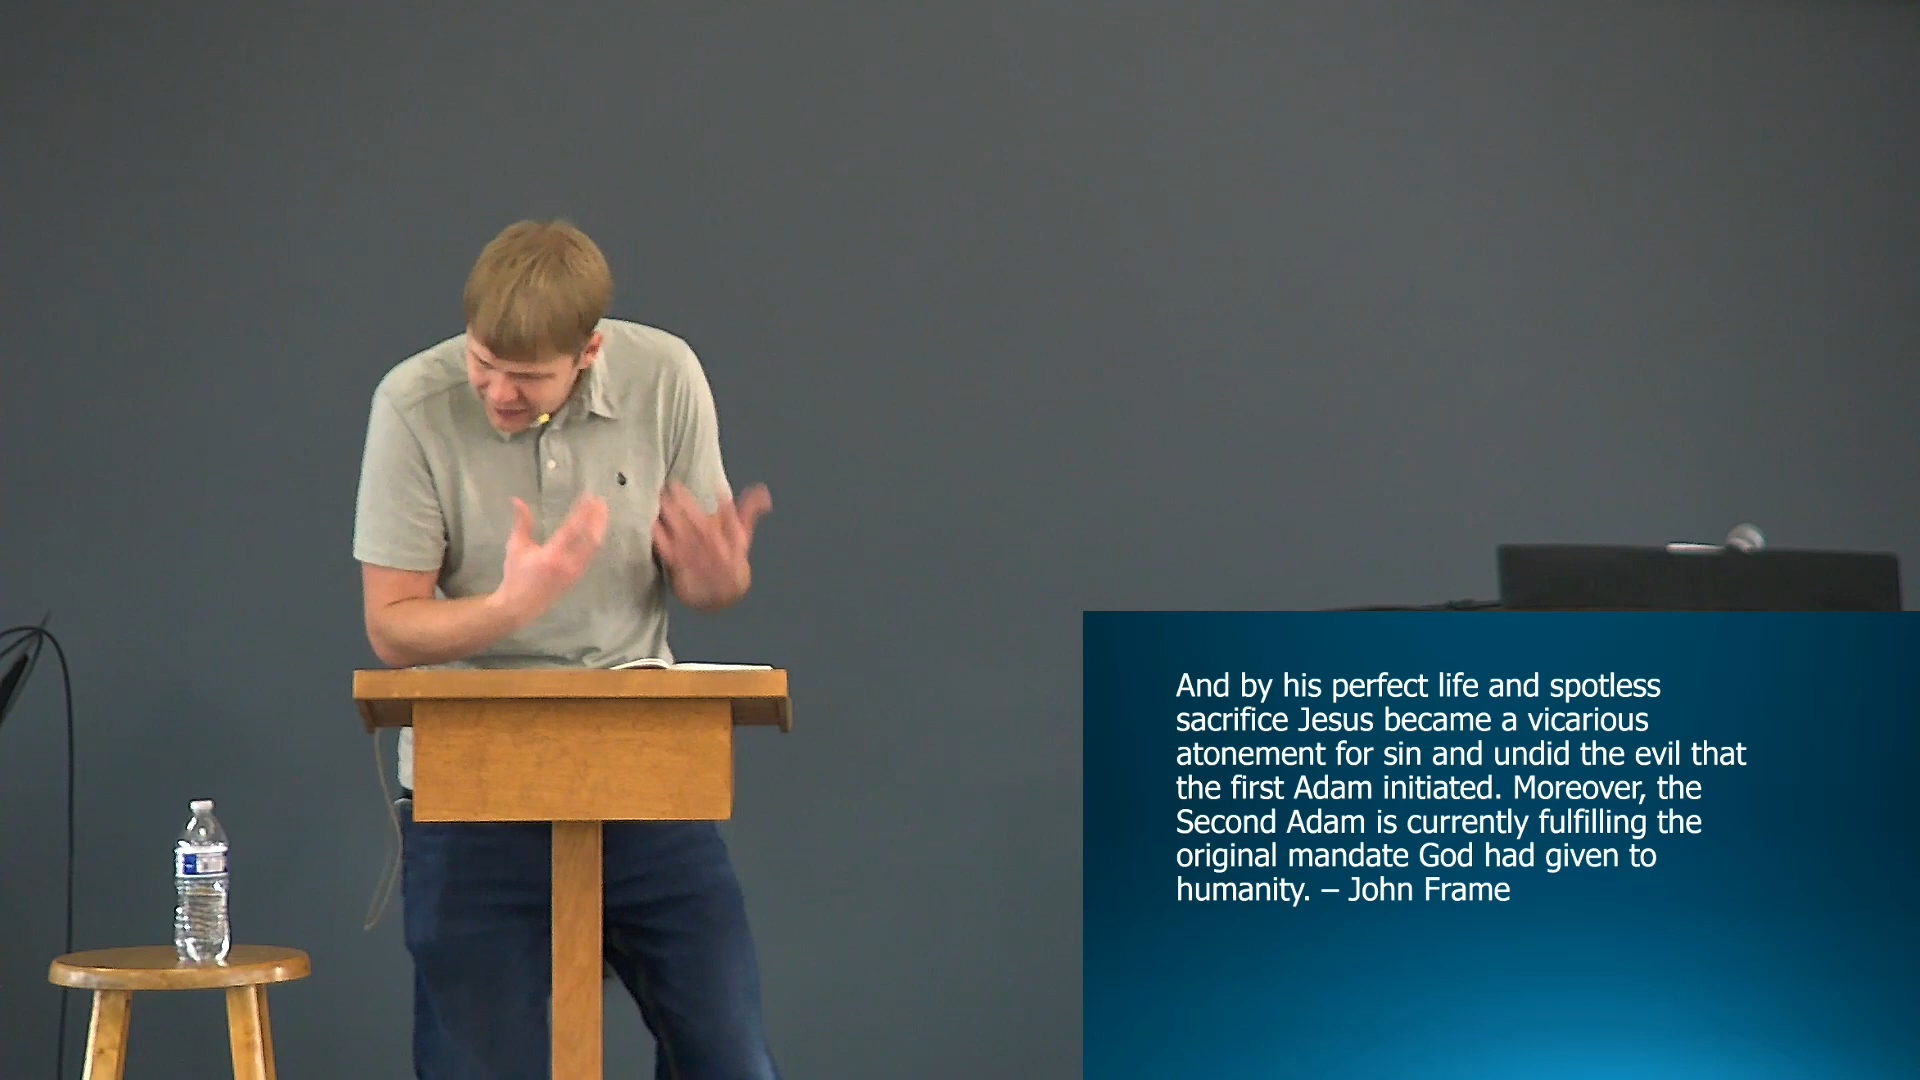 And by his perfect life and spotless
sacrifice Jesus became a vicarious
atonement for sin and undid the evil that
the first Adam initiated. Moreover, the
Second Adam is currently fulfilling the
original mandate God had given to
humanity. – John Frame